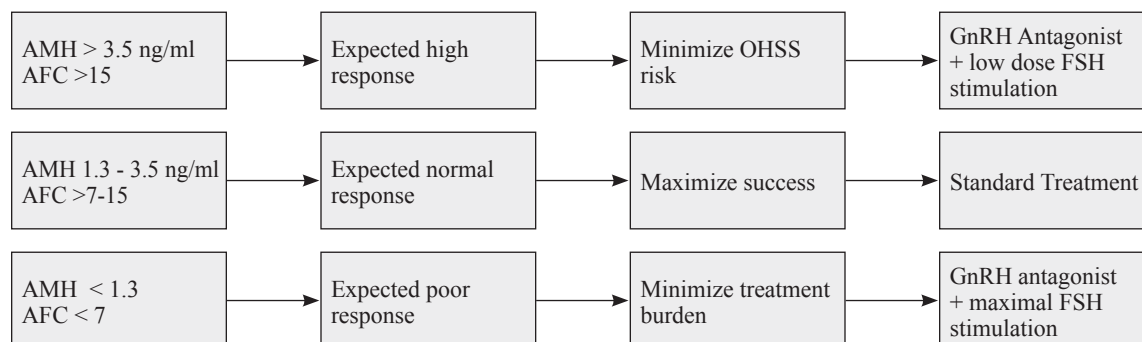 AMH > 3.5 ng/ml
AFC >15
Expected high
response
Minimize OHSS
risk
GnRH Antagonist
+ low dose FSH
stimulation
AMH 1.3 - 3.5 ng/ml
AFC >7-15
Expected normal
response
Maximize success
Standard Treatment
AMH < 1.3
AFC < 7
Expected poor
response
Minimize treatment
burden
GnRH antagonist
+ maximal FSH
stimulation